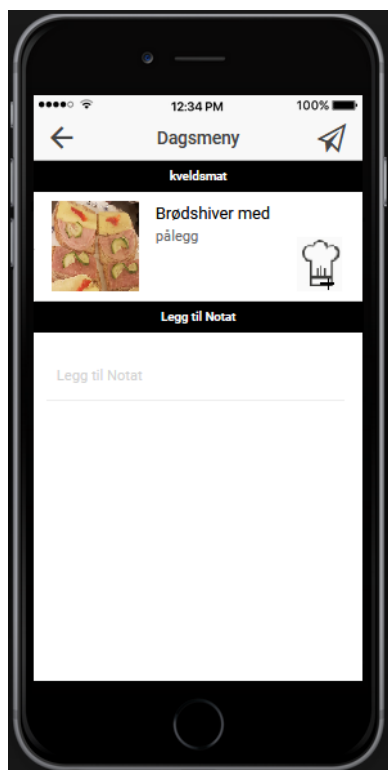 12:34 PM
100%
Dagsmeny
kveldsmat
Brødshiver med
pålegg
Legg til Notat
Legg til Notat